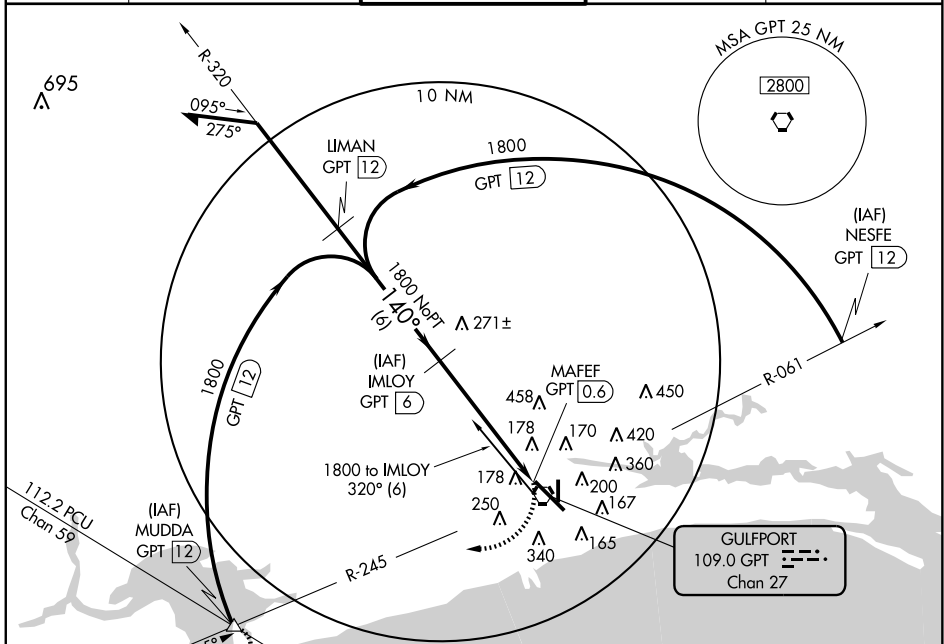 695
R-320
095°
275°
10 NM
MSA GPT 25 NM
2800
LIMAN
GPT 12
1800
GPT 12
(IAF)
NESFE
GPT 12
1800 NoPT
140°
(6)
271±
(IAF)
IMLOY
GPT 6
MAFEF
GPT 0.6
R-061
1800
GPT 12
458
450
178
170
420
360
1800 to IMLOY
320° (6)
178
200
167
250
340
165
112.2 PCU
Chan 59
(IAF)
MUDDA
GPT 12
R-245
GULFPORT
109.0 GPT
Chan 27